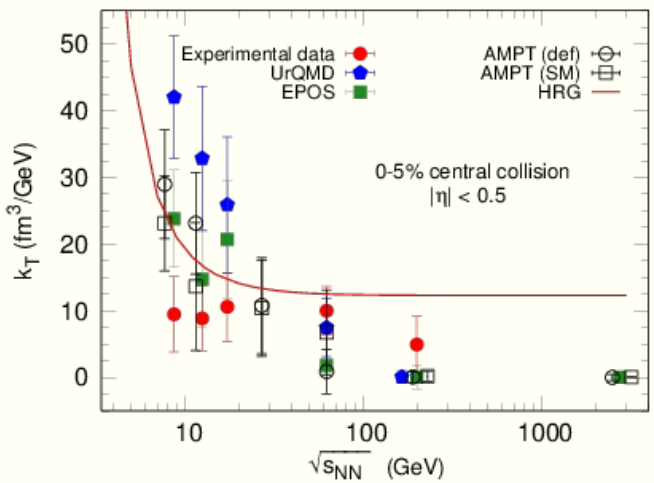 50
40
30
20
10
0
k_T (fm³/GeV)
Experimental data
UrQMD
EPOS
AMPT (def)
AMPT (SM)
HRG
0-5% central collision
|η| < 0.5
10
100
1000
√s_NN (GeV)